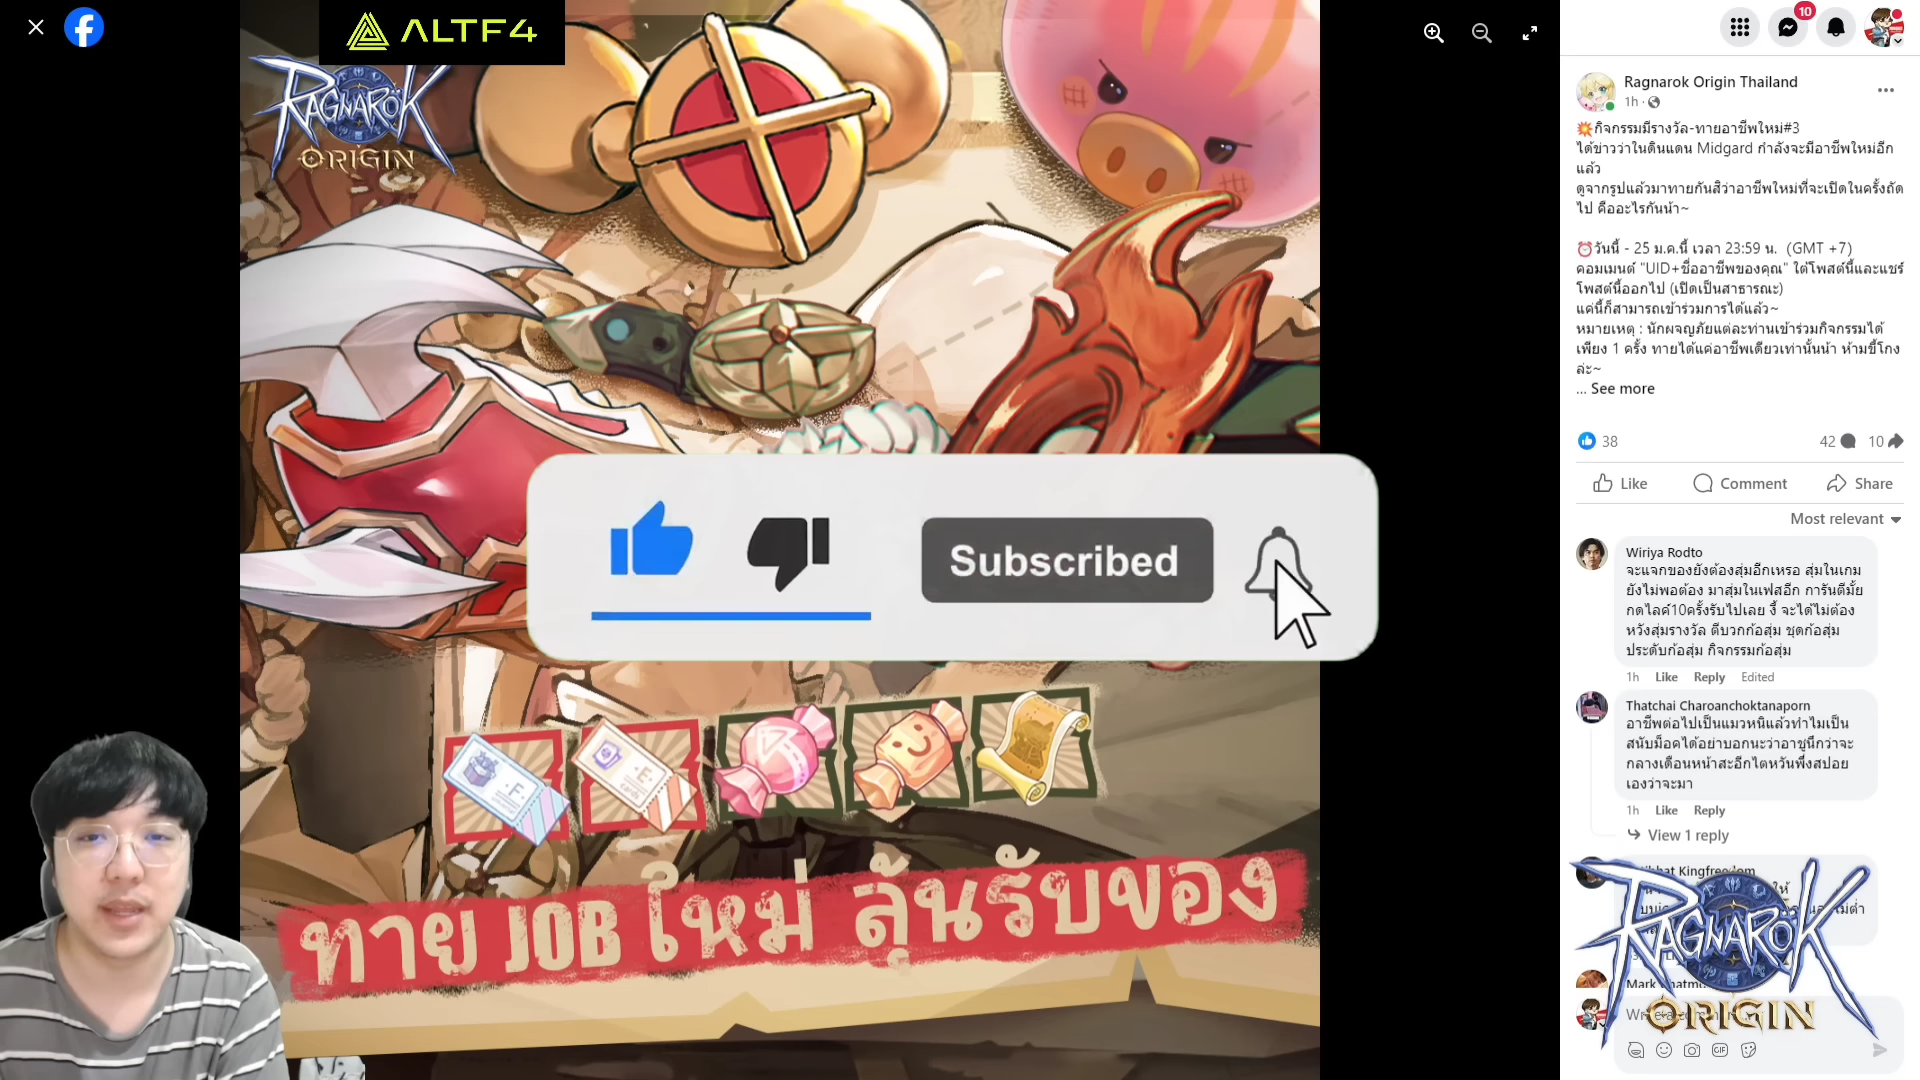 ALTF4
RAGNARÖK
ORIGIN
Subscribed
F
E
cards
ทาย JOB ใหม่ ลุ้นรับของ
10
Ragnarok Origin Thailand
1h ·
💥กิจกรรมมีรางวัล-ทายอาชีพใหม่#3
ได้ข่าวว่าในดินแดน Midgard กำลังจะมีอาชีพใหม่อีก
แล้ว
ดูจากรูปแล้วมาทายกันสิว่าอาชีพใหม่ที่จะเปิดในครั้งถัด
ไป คืออะไรกันน้า~
⏰วันนี้ - 25 ม.ค.นี้ เวลา 23:59 น. (GMT +7)
คอมเมนต์ "UID+ชื่ออาชีพของคุณ" ใต้โพสต์นี้และแชร์
โพสต์นี้ออกไป (เปิดเป็นสาธารณะ)
แค่นี้ก็สามารถเข้าร่วมการได้แล้ว~
หมายเหตุ : นักผจญภัยแต่ละท่านเข้าร่วมกิจกรรมได้
เพียง 1 ครั้ง ทายได้แค่อาชีพเดียวเท่านั้นน้า ห้ามขี้โกง
ล่ะ~
... See more
38
42
10
Like
Comment
Share
Most relevant
Wiriya Rodto
จะแจกของยังต้องสุ่มอีกเหรอ สุ่มในเกม
ยังไม่พอต้อง มาสุ่มในเฟสอีก การันตีมั้ย
กดไลค์10ครั้งรับไปเลย งี้ จะได้ไม่ต้อง
หวังสุ่มรางวัล ตีบวกก้อสุ่ม ชุดก้อสุ่ม
ประดับก้อสุ่ม กิจกรรมก้อสุ่ม
1h Like Reply Edited
Thatchai Charoanchoktanaporn
อาชีพต่อไปเป็นแมวหนิแล้วทำไมเป็น
สนับม็อคได้อย่าบอกนะว่าอาชูนึกว่าจะ
กลางเดือนหน้าสะอีกไตหวันพึ่งสปอย
เองว่าจะมา
1h Like Reply
View 1 reply
Kingfreedom
Mark
RAGNARÖK
ORIGIN